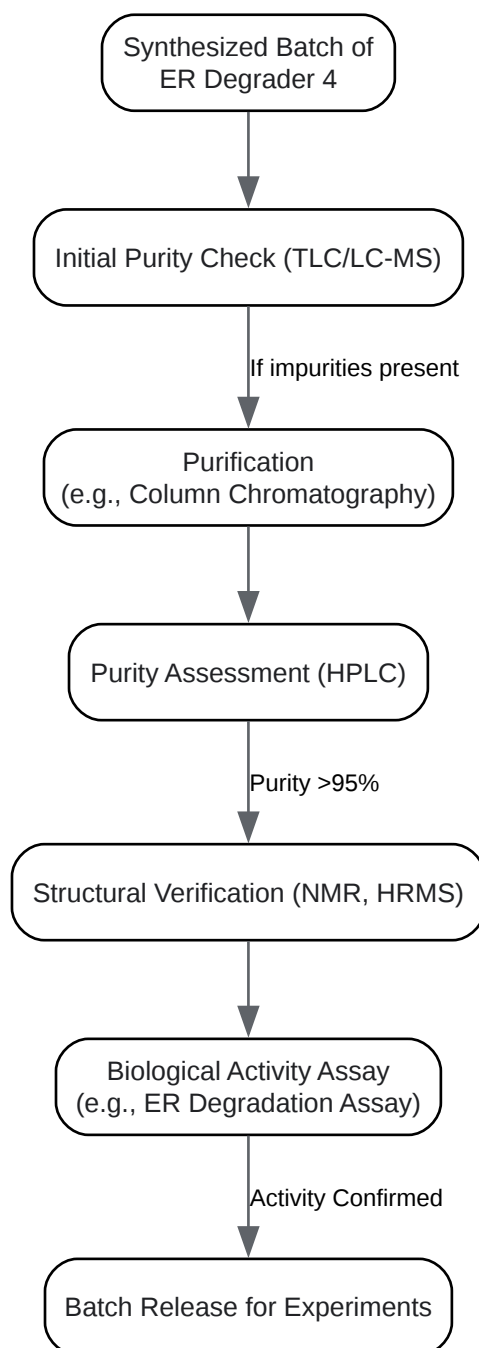 Synthesized Batch of
ER Degrader 4
Initial Purity Check (TLC/LC-MS)
If impurities present
Purification
(e.g., Column Chromatography)
Purity Assessment (HPLC)
Purity >95%
Structural Verification (NMR, HRMS)
Biological Activity Assay
(e.g., ER Degradation Assay)
Activity Confirmed
Batch Release for Experiments